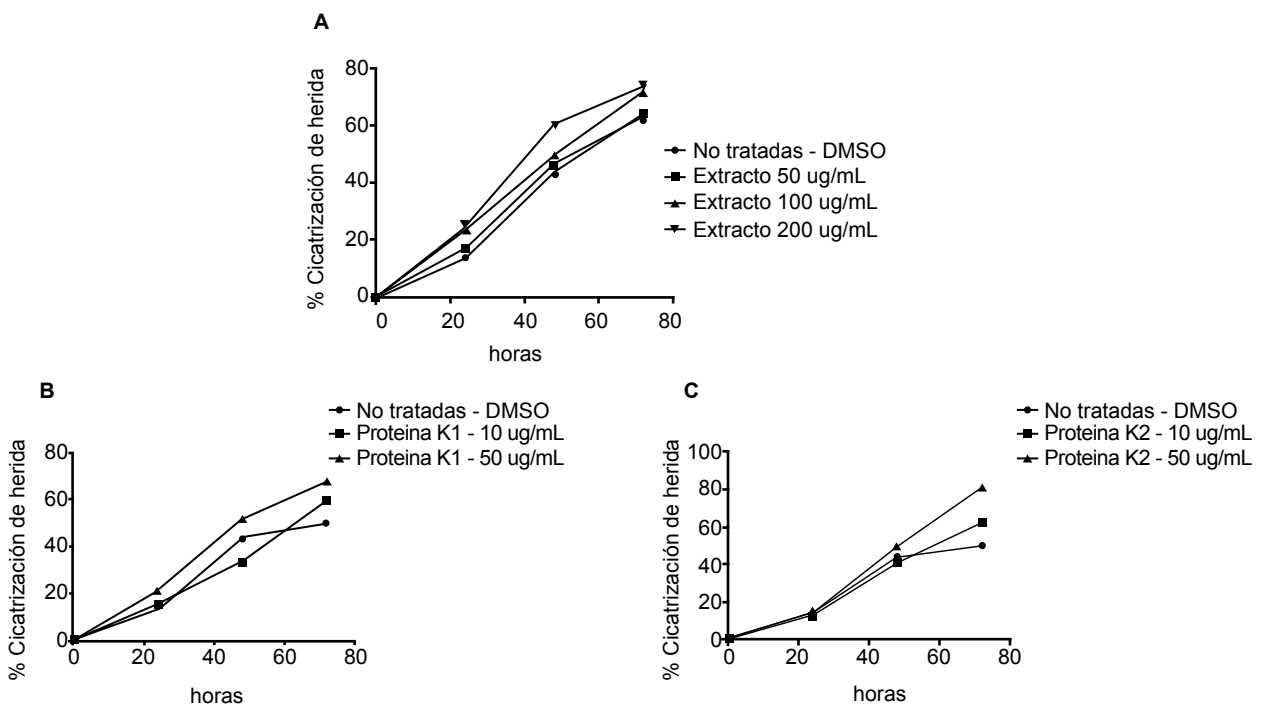 A
% Cicatrización de herida
80
60
40
20
0
0 20 40 60 80
horas
No tratadas - DMSO
Extracto 50 ug/mL
Extracto 100 ug/mL
Extracto 200 ug/mL
B
% Cicatrización de herida
80
60
40
20
0
0 20 40 60 80
horas
No tratadas - DMSO
Proteina K1 - 10 ug/mL
Proteina K1 - 50 ug/mL
C
% Cicatrización de herida
100
80
60
40
20
0
0 20 40 60 80
horas
No tratadas - DMSO
Proteina K2 - 10 ug/mL
Proteina K2 - 50 ug/mL